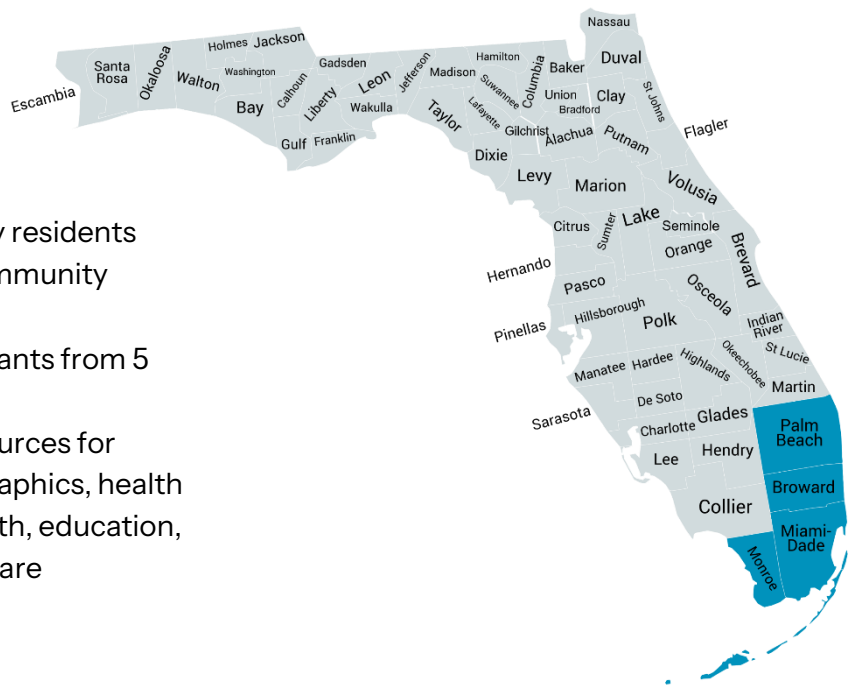 y residents
mmunity
ants from 5
urces for
raphics, health
th, education,
are
Nassau
Holmes
Jackson
Santa
Rosa
Okaloosa
Walton
Washington
Escambia
Bay
Calhoun
Gadsden
Liberty
Leon
Jefferson
Wakulla
Gulf
Franklin
Madison
Hamilton
Suwannee
Columbia
Baker
Duval
Taylor
Lafayette
Union
Bradford
Clay
St Johns
Gilchrist
Alachua
Putnam
Flagler
Dixie
Levy
Marion
Volusia
Citrus
Sumter
Lake
Seminole
Orange
Brevard
Hernando
Pasco
Osceola
Pinellas
Hillsborough
Polk
Indian
River
St Lucie
Okeechobee
Manatee
Hardee
Highlands
Martin
Sarasota
De Soto
Charlotte
Glades
Palm
Beach
Lee
Hendry
Broward
Collier
Miami-
Dade
Monroe